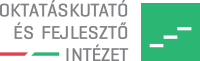 OKTATÁSKUTATÓ
ÉS FEJLESZTŐ
INTÉZET